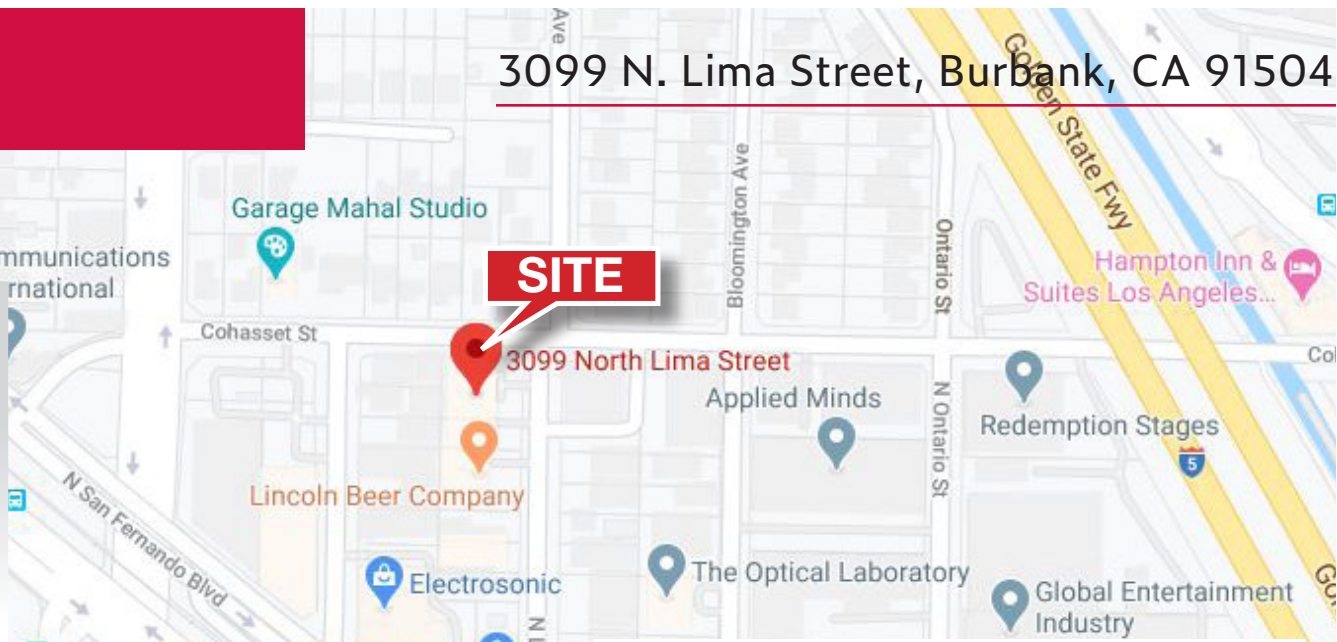 3099 N. Lima Street, Burbank, CA 91504
Ave
Golden State Fwy
Bloomington Ave
Garage Mahal Studio
Ontario St
mmunications
rnational
SITE
Hampton Inn &
Suites Los Angeles...
Cohasset St
3099 North Lima Street
Col
Applied Minds
N Ontario St
Redemption Stages
5
Lincoln Beer Company
N San Fernando Blvd
Electrosonic
The Optical Laboratory
Global Entertainment
Industry
N